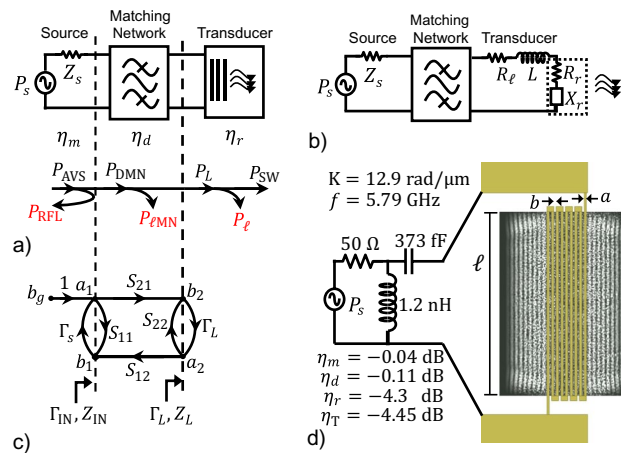 Source
Matching Network
Transducer
P_s
Z_s
η_m
η_d
η_r
P_AVS
P_DMN
P_L
P_SW
P_RFL
P_ℓMN
P_ℓ
a)
Source
Matching Network
Transducer
P_s
Z_s
R_ℓ
L
R_r
X_r
b)
b_g
1
a_1
S_21
b_2
Γ_s
S_11
S_22
Γ_L
b_1
S_12
a_2
Γ_IN, Z_IN
Γ_L, Z_L
c)
K = 12.9 rad/μm
f = 5.79 GHz
50 Ω
373 fF
P_s
1.2 nH
η_m = −0.04 dB
η_d = −0.11 dB
η_r = −4.3 dB
η_T = −4.45 dB
b
a
ℓ
d)